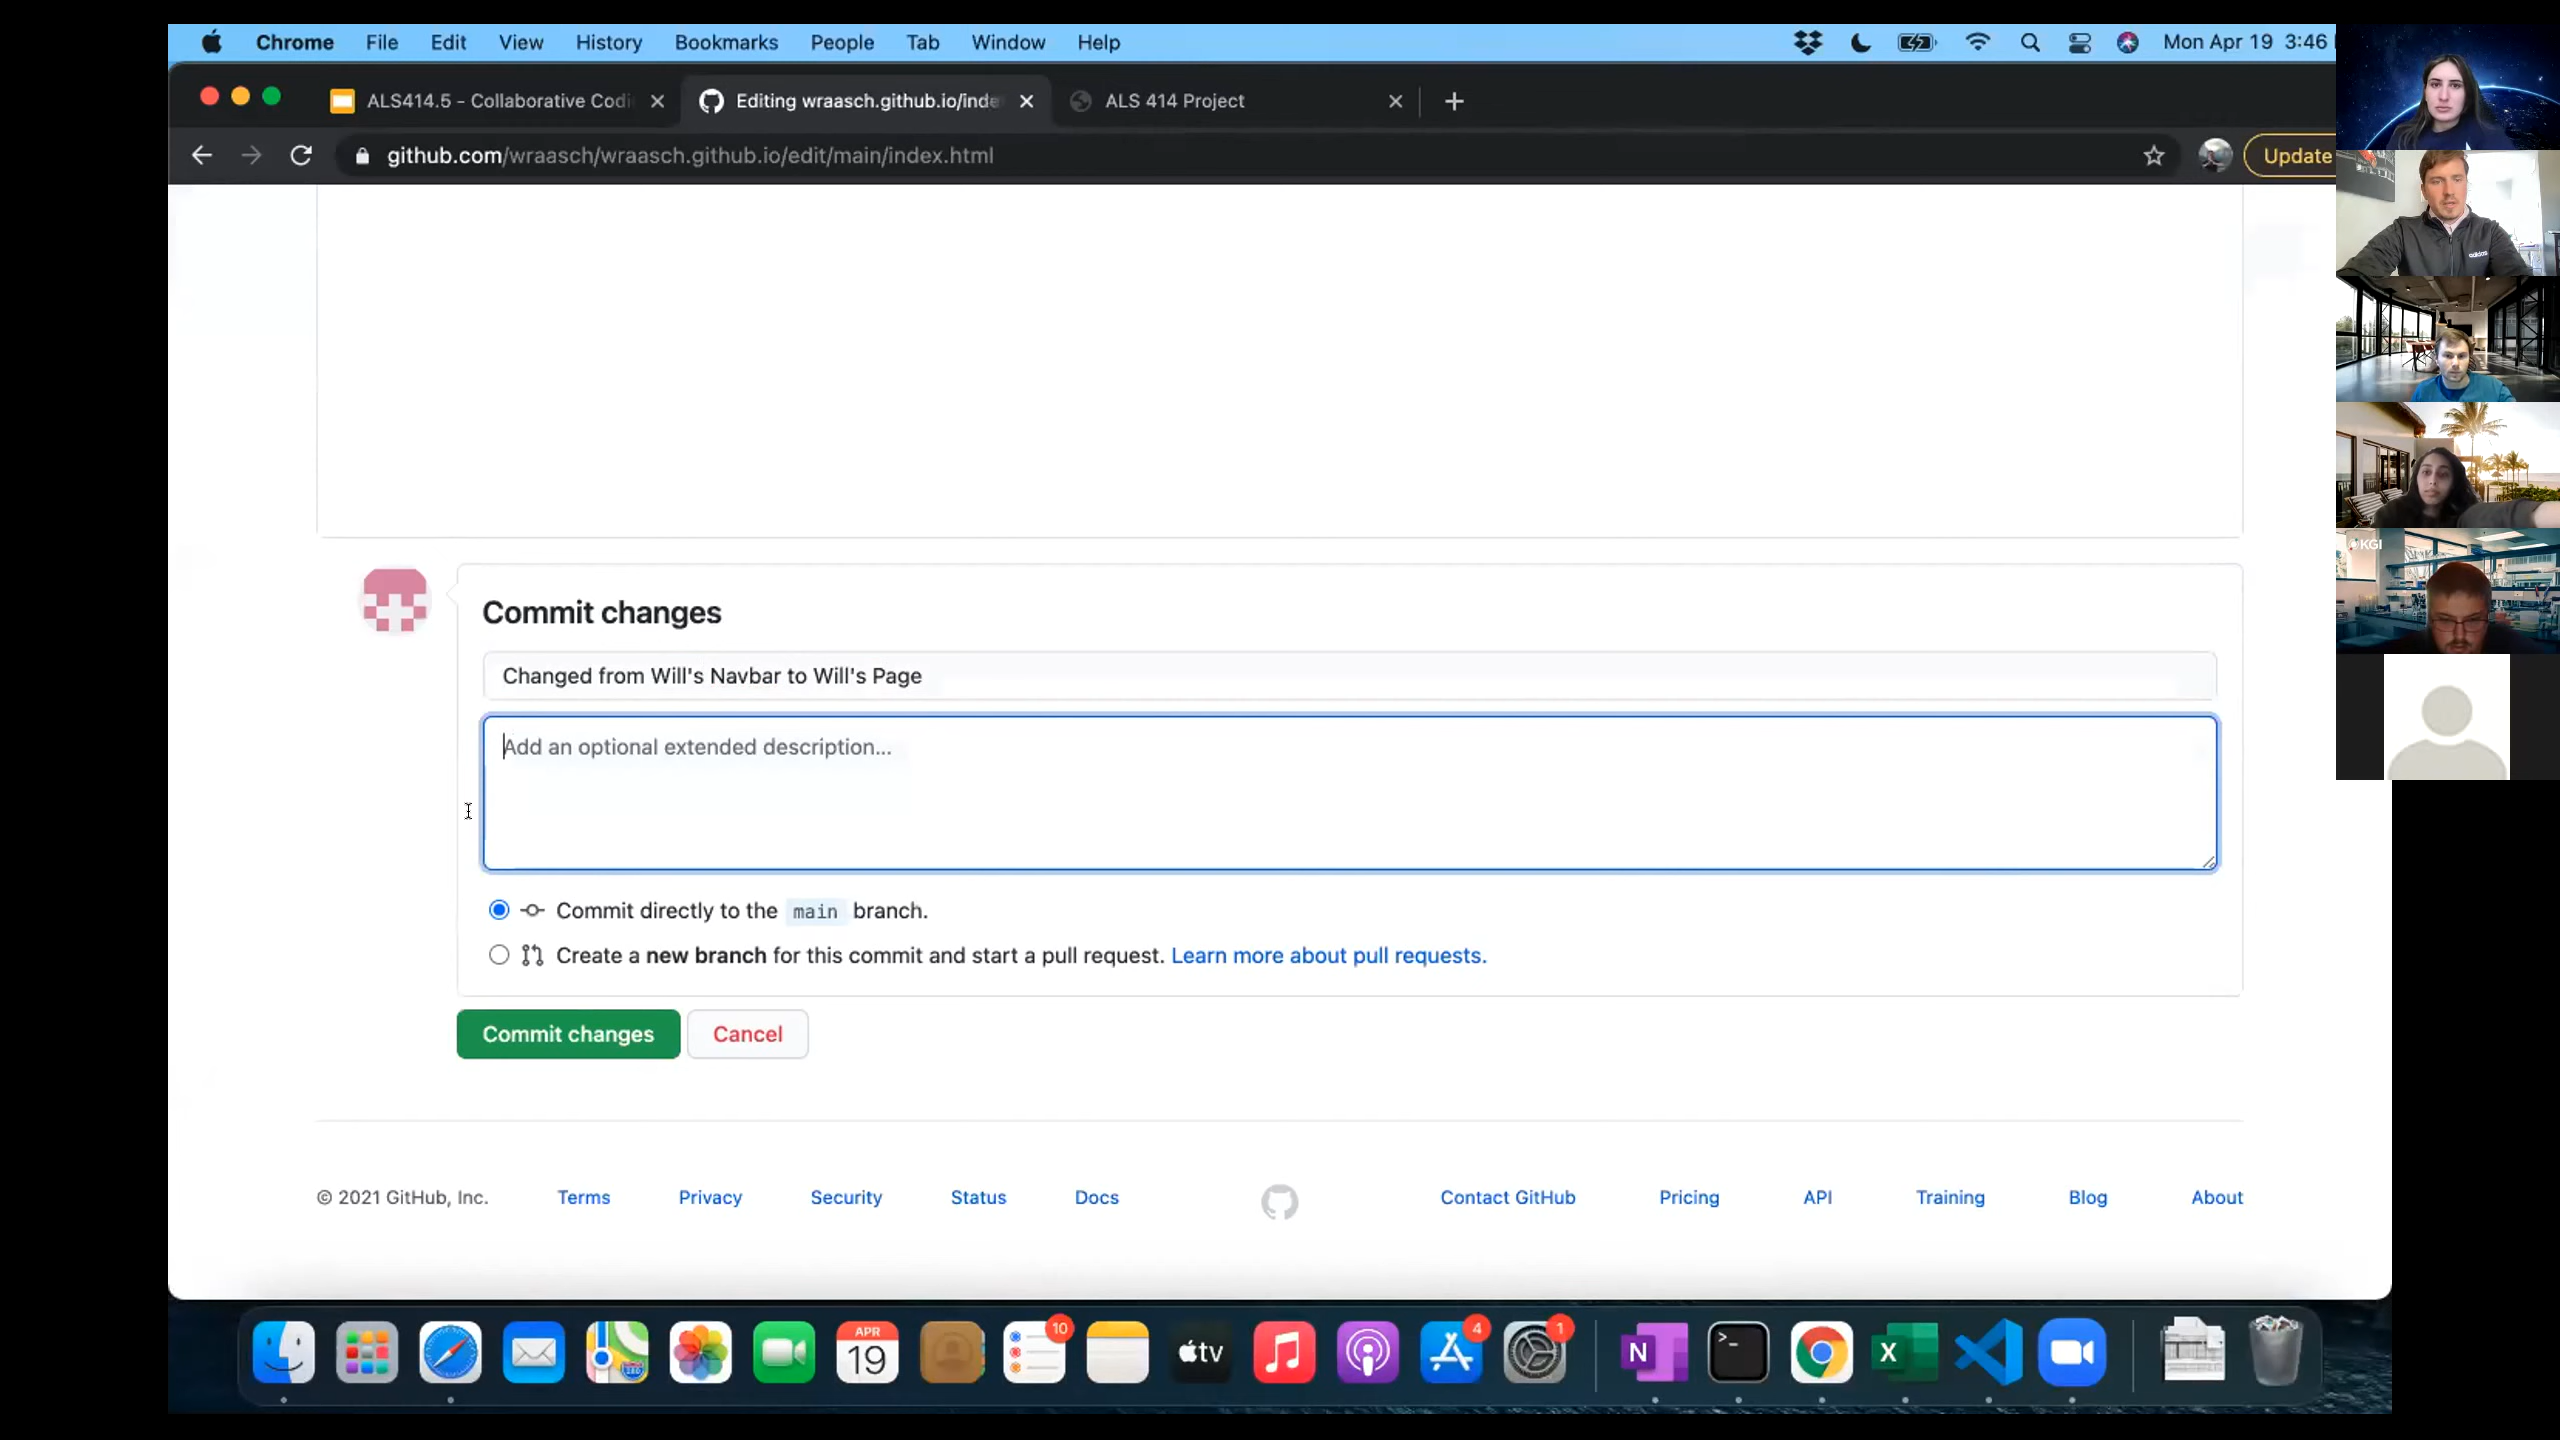 Chrome File Edit View History Bookmarks People Tab Window Help Mon Apr 19 3:46
ALS414.5 - Collaborative Codi
Editing wraasch.github.io/inde
ALS 414 Project
github.com/wraasch/wraasch.github.io/edit/main/index.html
Update
adidas
KGI
Commit changes
Changed from Will's Navbar to Will's Page
Add an optional extended description...
Commit directly to the main branch.
Create a new branch for this commit and start a pull request. Learn more about pull requests.
Commit changes
Cancel
© 2021 GitHub, Inc. Terms Privacy Security Status Docs Contact GitHub Pricing API Training Blog About
APR
19
10
tv
4
1
N
>_
X